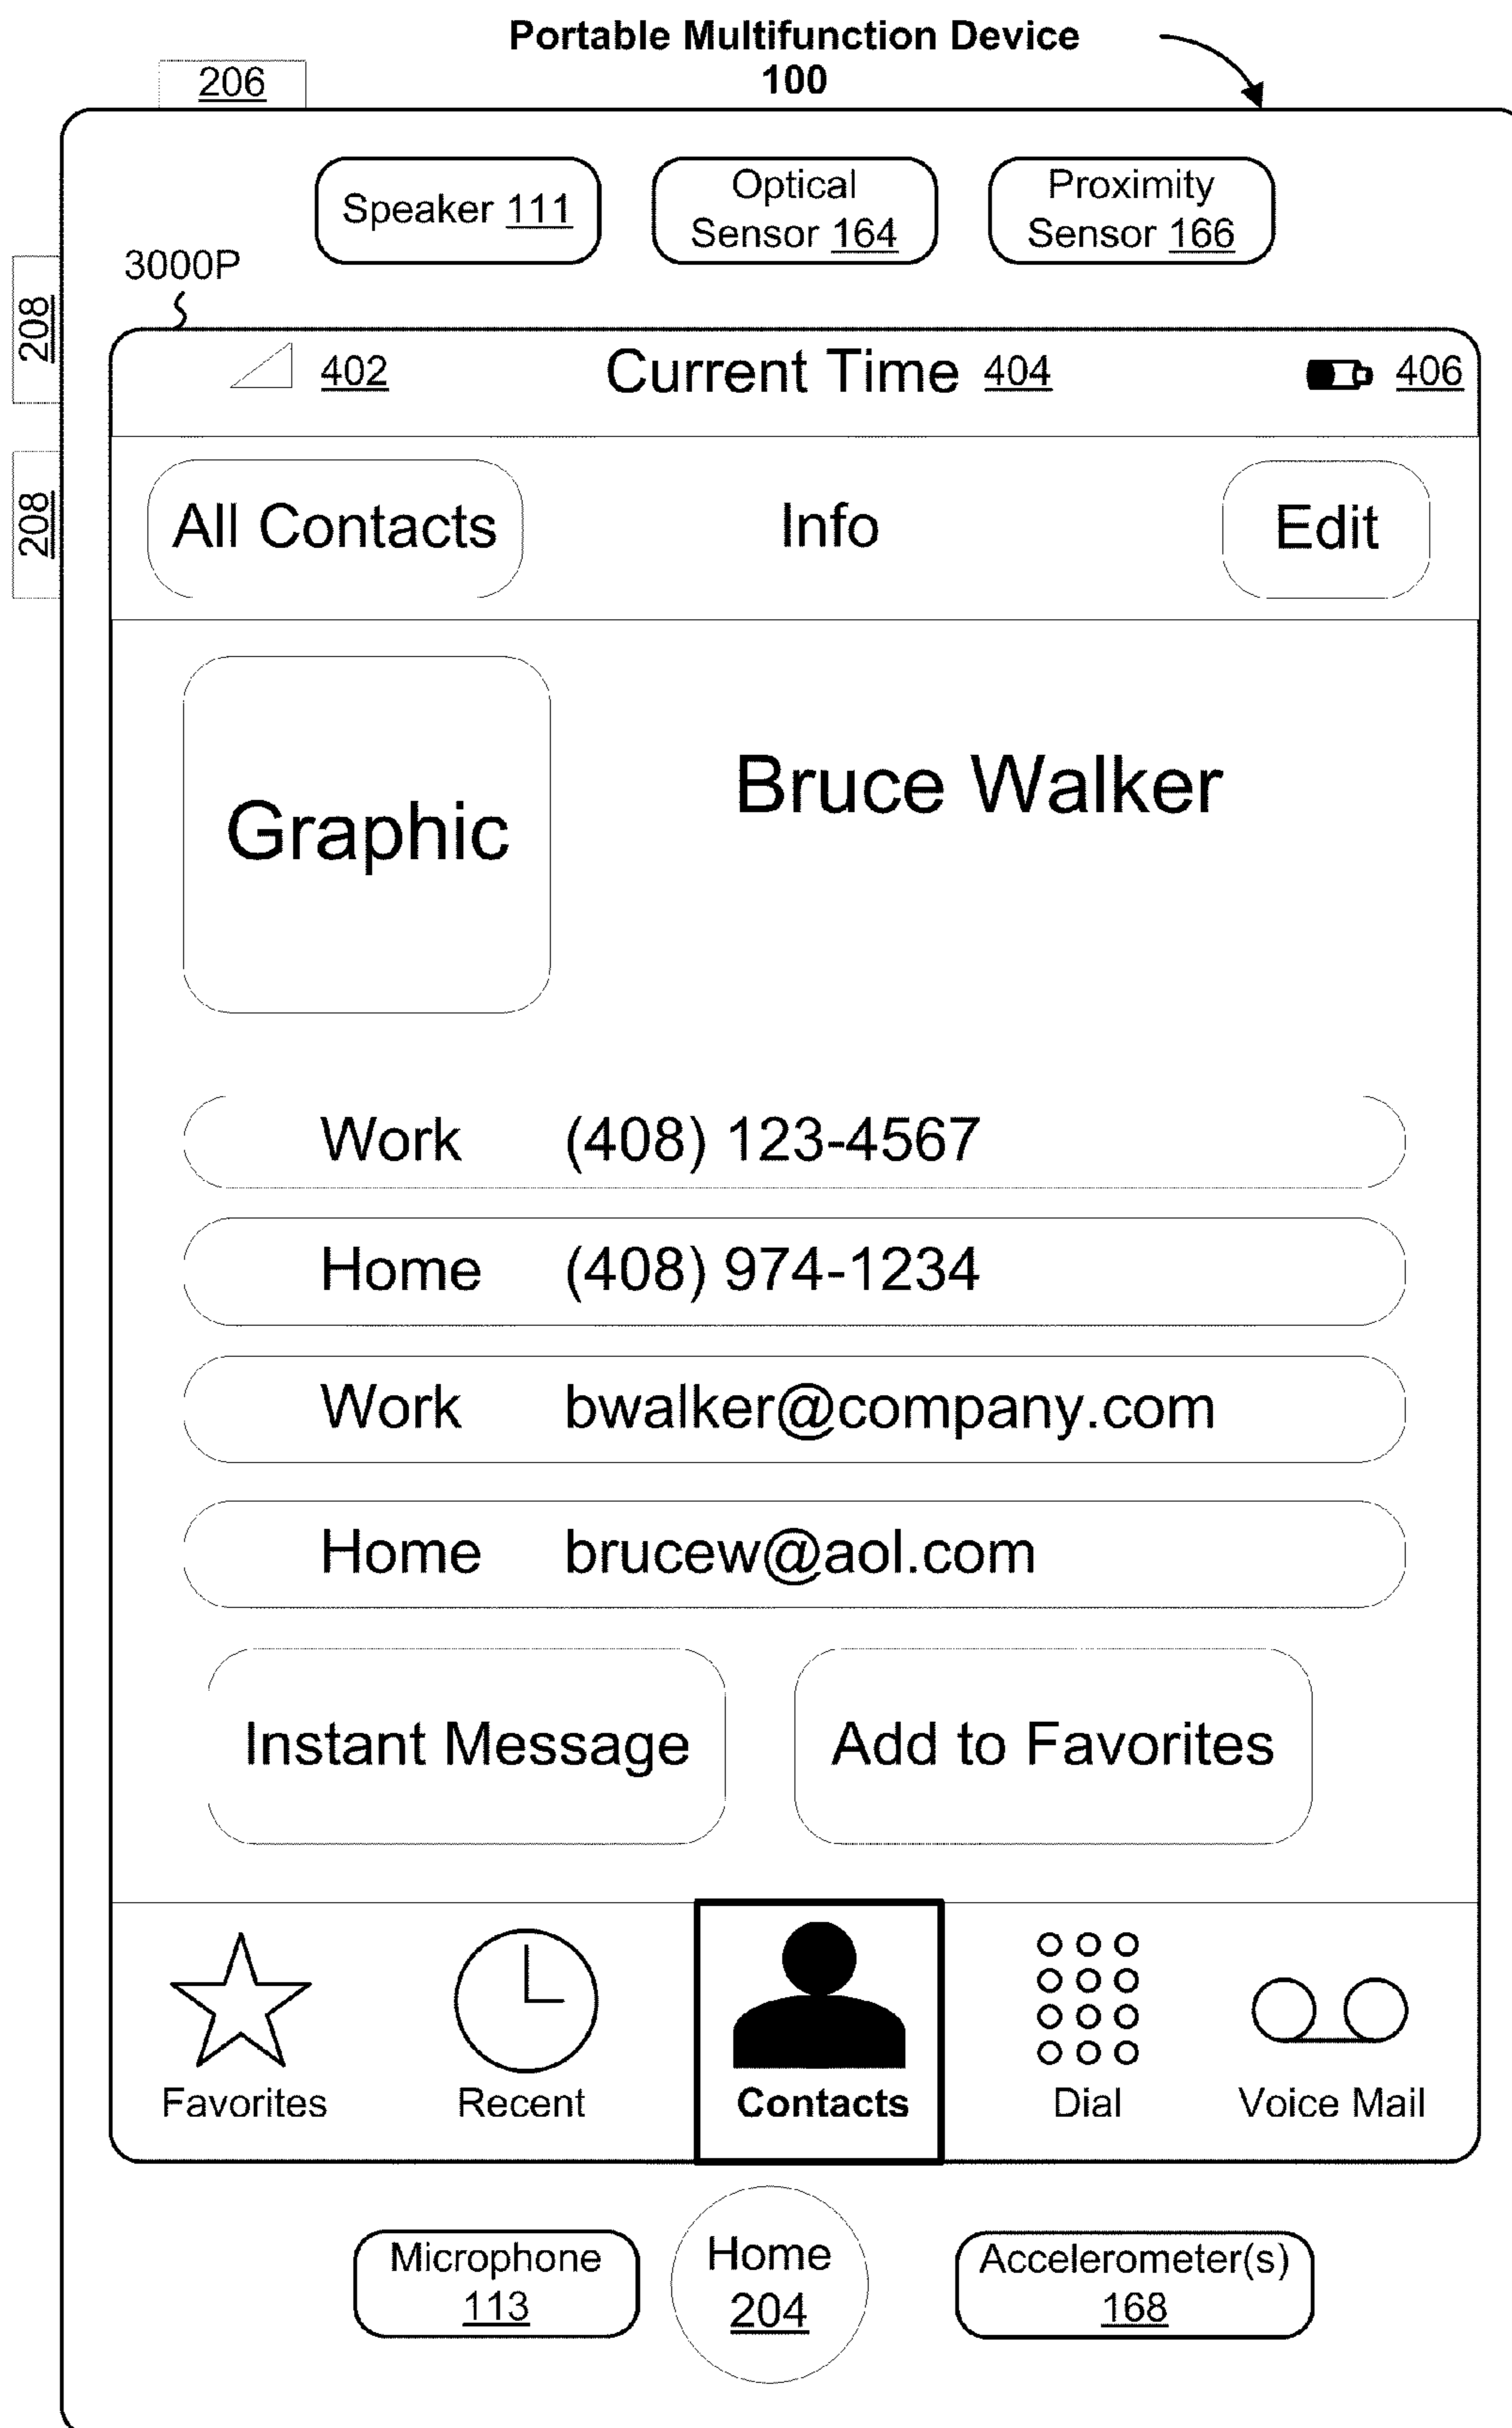 Portable Multifunction Device
100
206
Speaker 111
Optical
Sensor 164
Proximity
Sensor 166
3000P
208
402
Current Time 404
406
208
All Contacts
Info
Edit
Graphic
Bruce Walker
Work (408) 123-4567
Home (408) 974-1234
Work bwalker@company.com
Home brucew@aol.com
Instant Message
Add to Favorites
Favorites
Recent
Contacts
Dial
Voice Mail
Microphone
113
Home
204
Accelerometer(s)
168